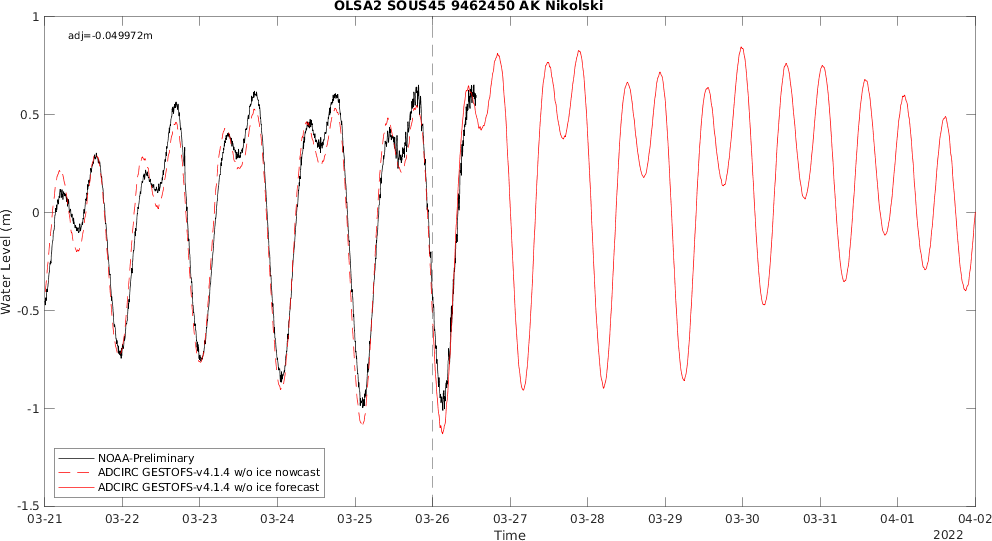 OLSA2 SOUS45 9462450 AK Nikolski
adj=-0.049972m
Water Level (m)
1
0.5
0
-0.5
-1
-1.5
NOAA-Preliminary
ADCIRC GESTOFS-v4.1.4 w/o ice nowcast
ADCIRC GESTOFS-v4.1.4 w/o ice forecast
03-21 03-22 03-23 03-24 03-25 03-26 03-27 03-28 03-29 03-30 03-31 04-01 04-02
Time
2022